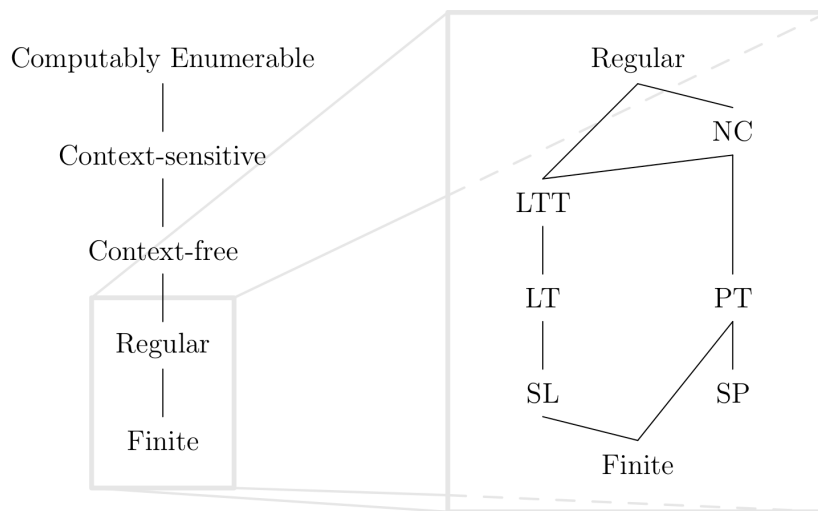 Computably Enumerable
Context-sensitive
Context-free
Regular
Finite
Regular
NC
LTT
LT
PT
SL
SP
Finite